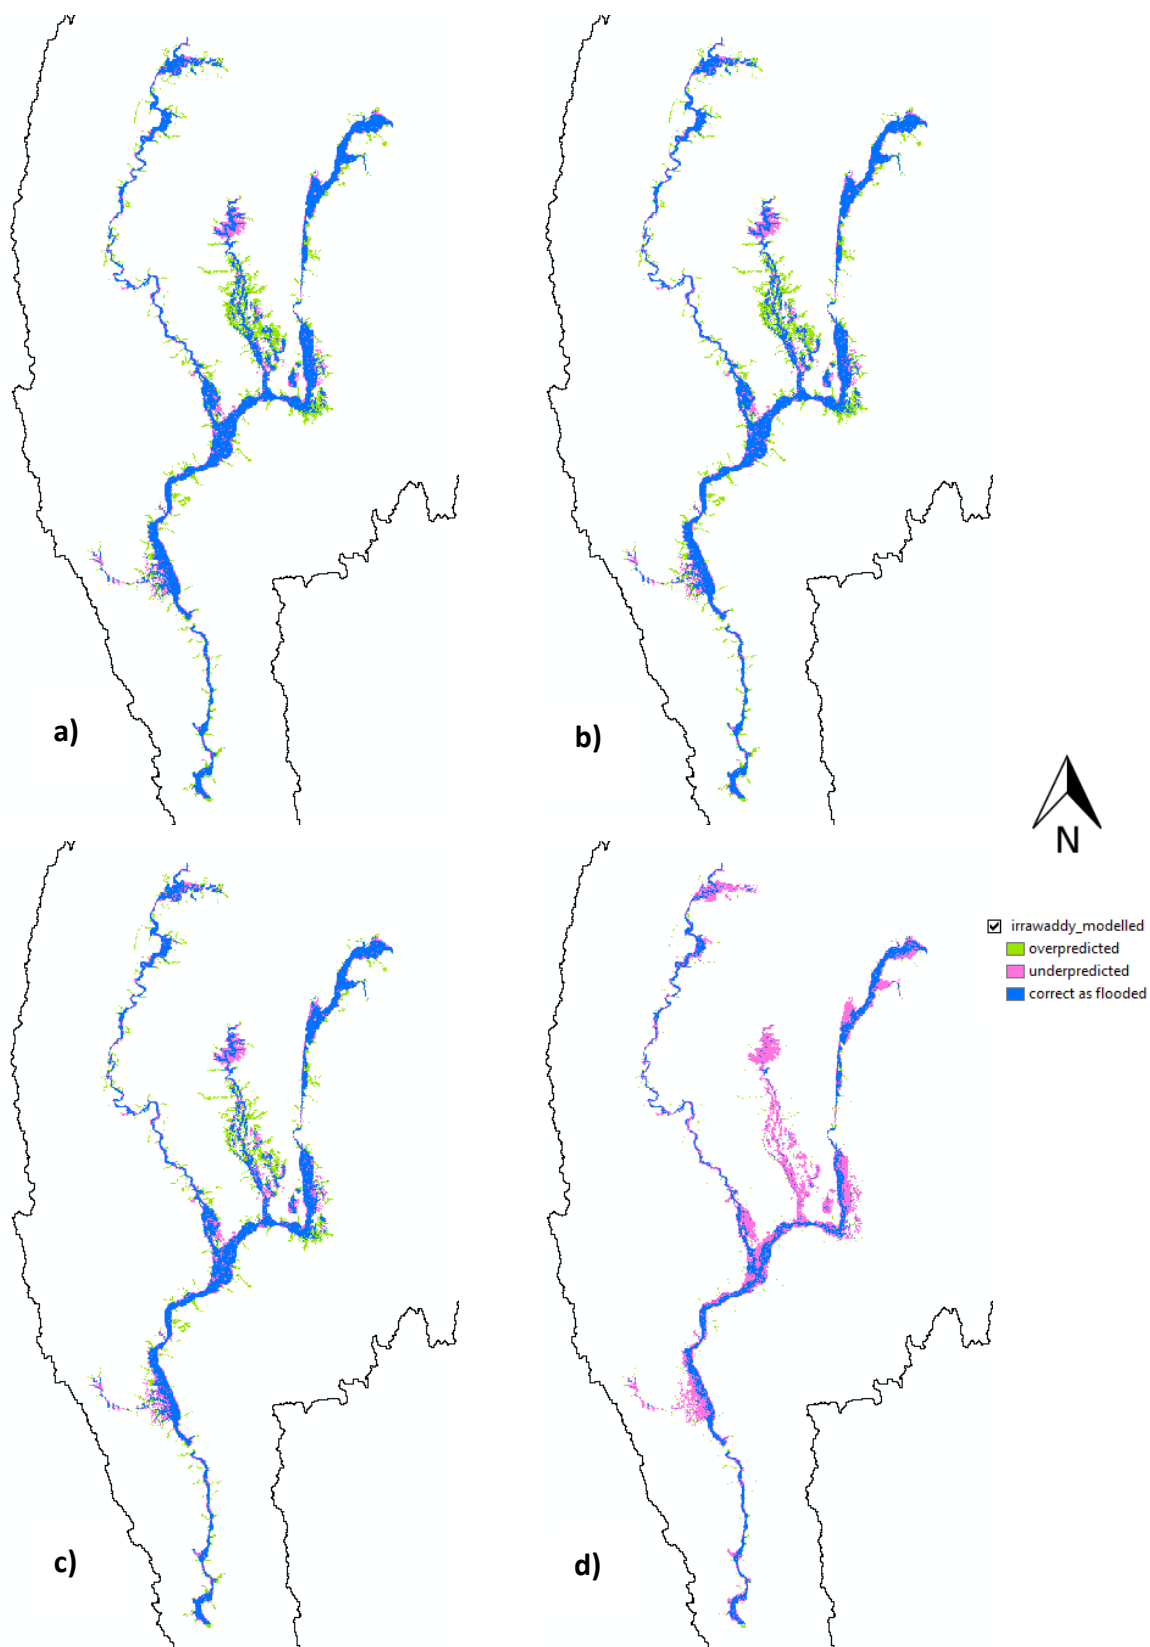 a)
b)
N
irrawaddy_modelled
overpredicted
underpredicted
correct as flooded
c)
d)